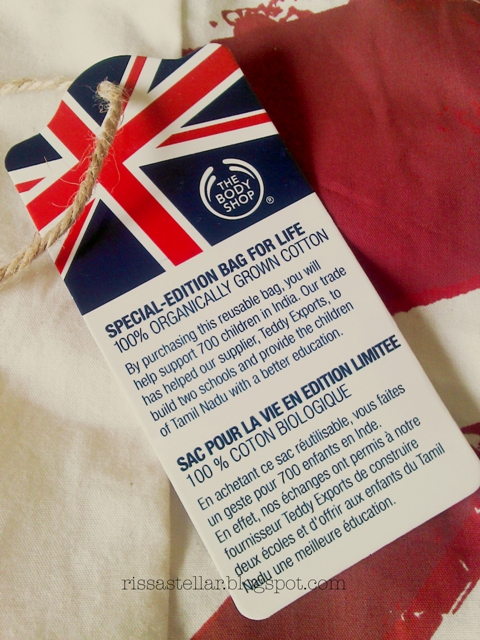 THE
BODY
SHOP
®
SPECIAL-EDITION BAG FOR LIFE
100% ORGANICALLY GROWN COTTON
By purchasing this reusable bag, you will
help support 700 children in India. Our trade
has helped our supplier, Teddy Exports, to
build two schools and provide the children
of Tamil Nadu with a better education.
SAC POUR LA VIE EN EDITION LIMITEE
100 % COTON BIOLOGIQUE
En achetant ce sac réutilisable, vous faites
un geste pour 700 enfants en Inde.
En effet, nos échanges ont permis à notre
fournisseur Teddy Exports de construire
deux écoles et d'offrir aux enfants du Tamil
Nadu une meilleure éducation.
rissastellar.blogspot.com